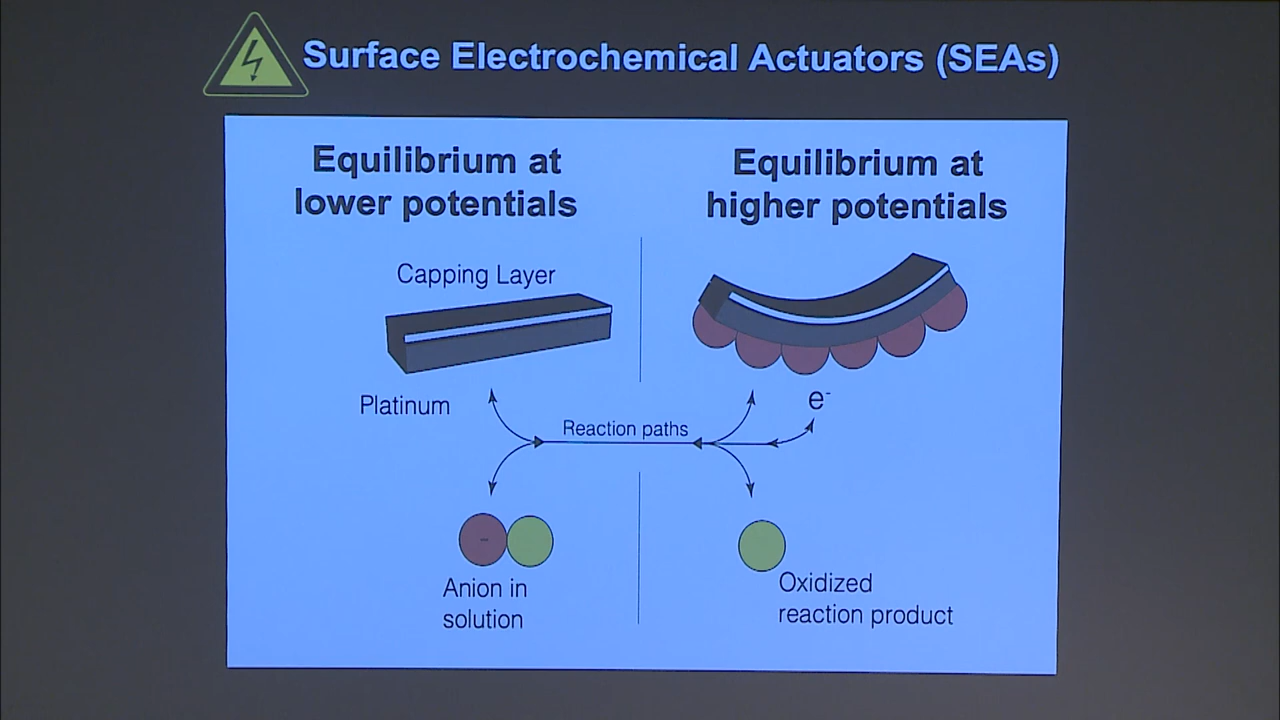 Surface Electrochemical Actuators (SEAs)
Equilibrium at
lower potentials
Equilibrium at
higher potentials
Capping Layer
Platinum
e-
Reaction paths
-
Anion in
solution
Oxidized
reaction product